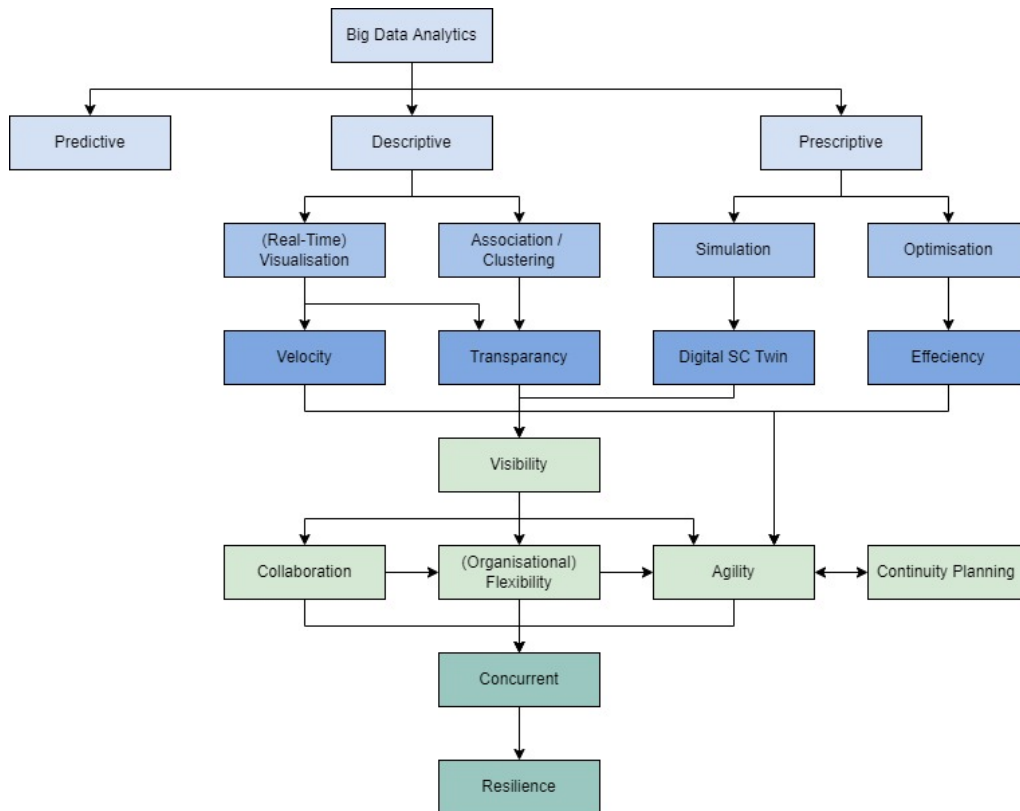 Big Data Analytics
Predictive
Descriptive
Prescriptive
(Real-Time)
Visualisation
Association /
Clustering
Simulation
Optimisation
Velocity
Transparancy
Digital SC Twin
Effeciency
Visibility
Collaboration
(Organisational)
Flexibility
Agility
Continuity Planning
Concurrent
Resilience